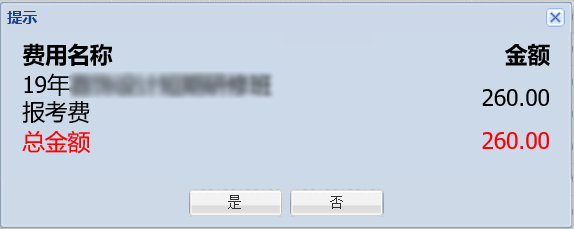 提示
费用名称 金额
19年
报考费 260.00
总金额 260.00
是 否